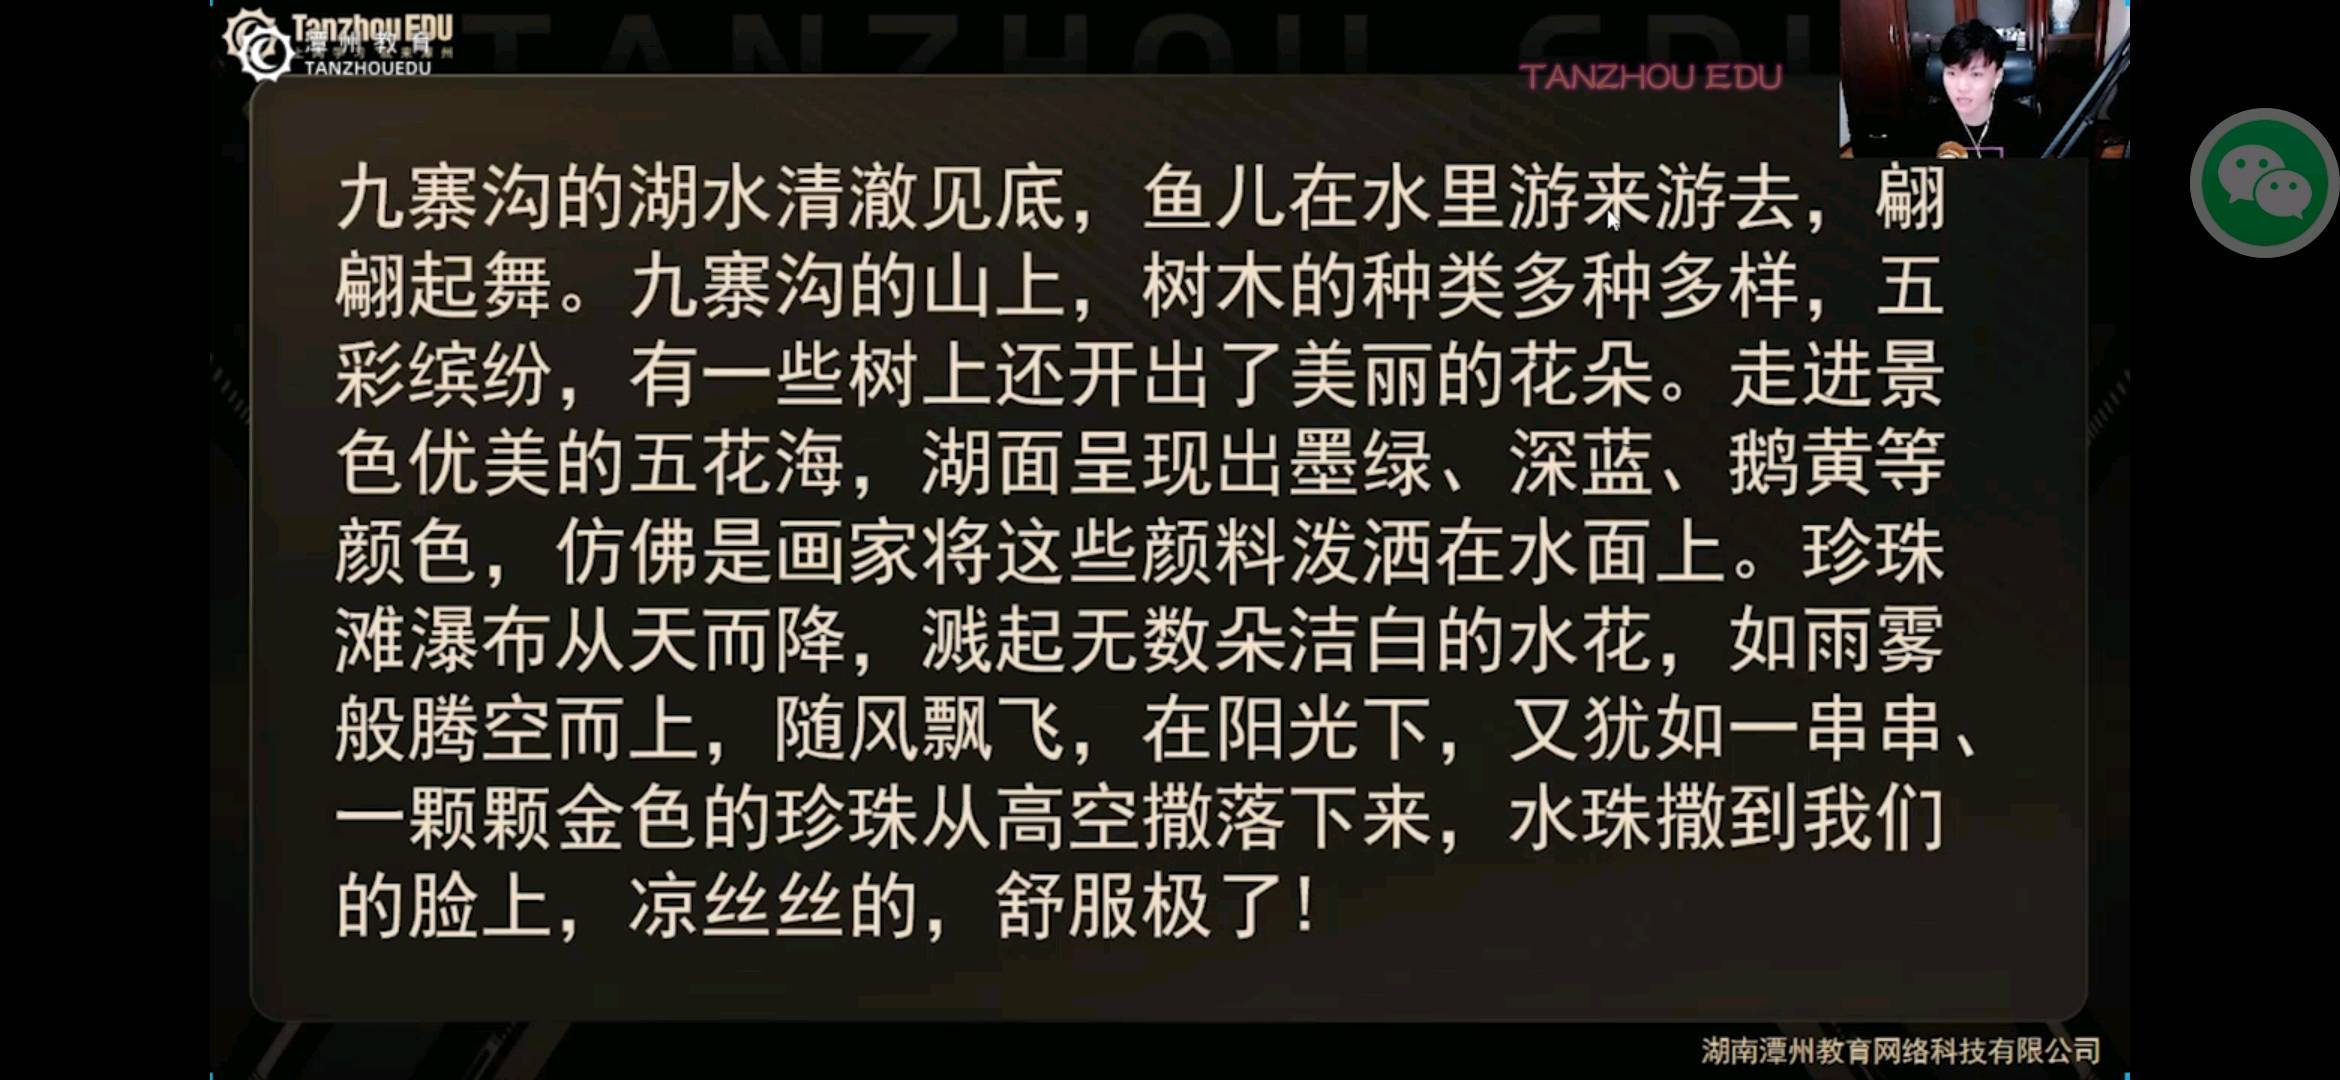 Tanzhou EDU
潭州教育
TANZHOUEDU
TANZHOU EDU
TANZHOU EDU
九寨沟的湖水清澈见底，鱼儿在水里游来游去，翩
翩起舞。九寨沟的山上，树木的种类多种多样，五
彩缤纷，有一些树上还开出了美丽的花朵。走进景
色优美的五花海，湖面呈现出墨绿、深蓝、鹅黄等
颜色，仿佛是画家将这些颜料泼洒在水面上。珍珠
滩瀑布从天而降，溅起无数朵洁白的水花，如雨雾
般腾空而上，随风飘飞，在阳光下，又犹如一串串、
一颗颗金色的珍珠从高空撒落下来，水珠撒到我们
的脸上，凉丝丝的，舒服极了！
湖南潭州教育网络科技有限公司